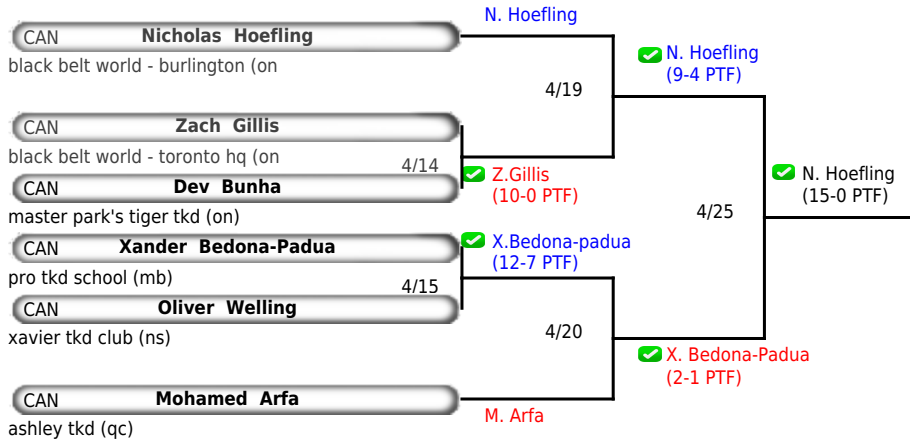 N. Hoefling
CAN Nicholas Hoefling
black belt world - burlington (on
N. Hoefling
(9-4 PTF)
4/19
CAN Zach Gillis
black belt world - toronto hq (on
4/14
Z.Gillis
(10-0 PTF)
CAN Dev Bunha
master park's tiger tkd (on)
N. Hoefling
(15-0 PTF)
4/25
CAN Xander Bedona-Padua
pro tkd school (mb)
X.Bedona-padua
(12-7 PTF)
4/15
CAN Oliver Welling
xavier tkd club (ns)
4/20
X. Bedona-Padua
(2-1 PTF)
CAN Mohamed Arfa
ashley tkd (qc)
M. Arfa